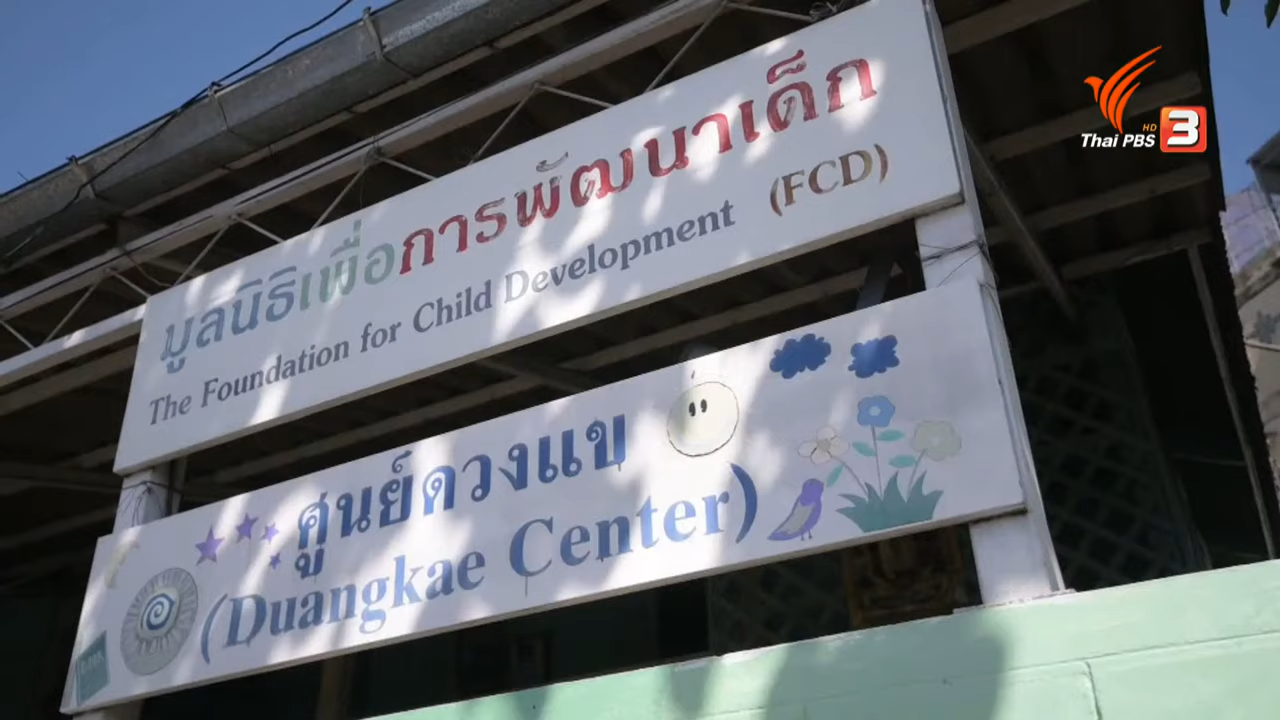 มูลนิธิเพื่อการพัฒนาเด็ก
The Foundation for Child Development (FCD)
ศูนย์ดวงแข
(Duangkae Center)
Thai PBS HD 3